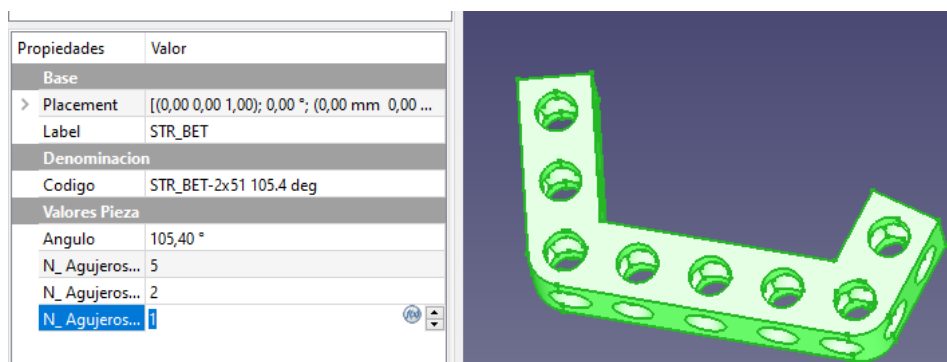 Propiedades Valor
Base
Placement [(0,00 0,00 1,00); 0,00 °; (0,00 mm 0,00 ...
Label STR_BET
Denominacion
Codigo STR_BET-2x51 105.4 deg
Valores Pieza
Angulo 105,40 °
N_ Agujeros... 5
N_ Agujeros... 2
N_ Agujeros... 1